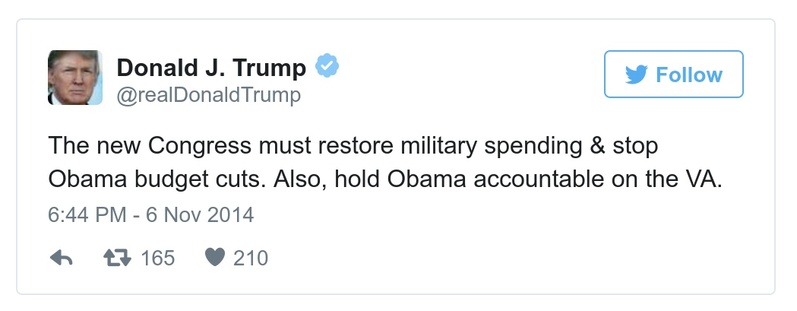 Donald J. Trump
@realDonaldTrump
Follow
The new Congress must restore military spending & stop
Obama budget cuts. Also, hold Obama accountable on the VA.
6:44 PM - 6 Nov 2014
165 210